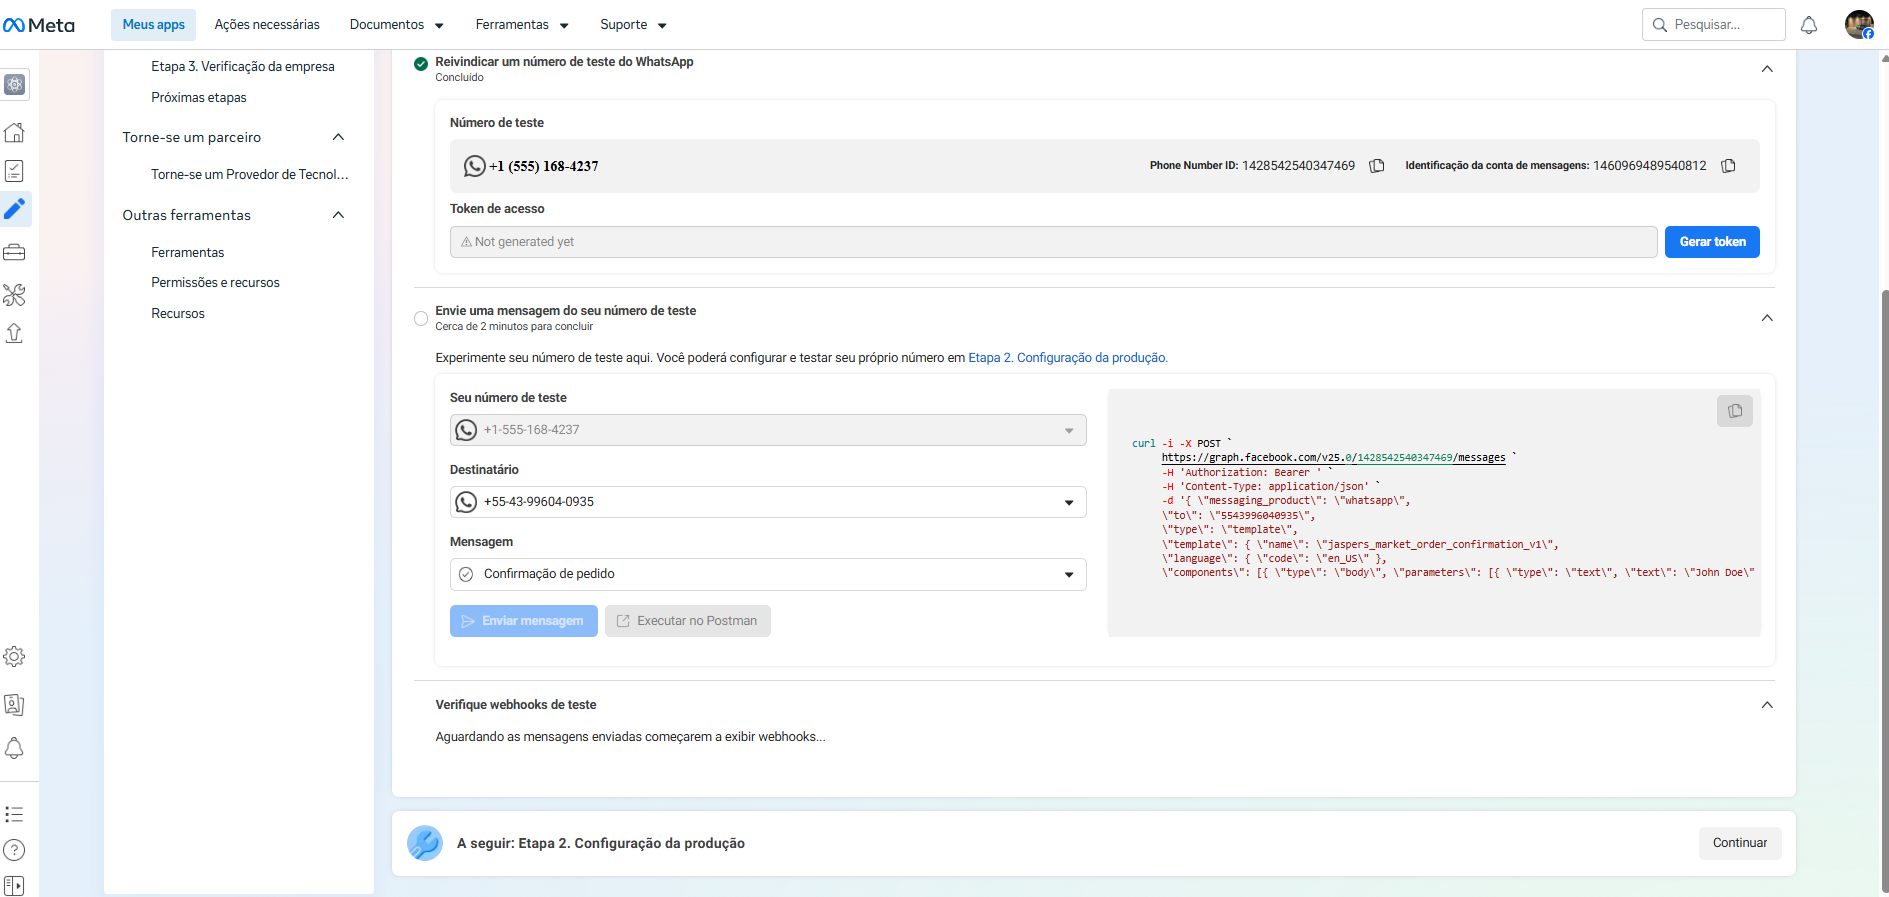 Meta
Meus apps
Ações necessárias
Documentos
Ferramentas
Suporte
Pesquisar...
Etapa 3. Verificação da empresa
Próximas etapas
Torne-se um parceiro
Torne-se um Provedor de Tecnol...
Outras ferramentas
Ferramentas
Permissões e recursos
Recursos
Reivindicar um número de teste do WhatsApp
Concluído
Número de teste
+1 (555) 168-4237
Phone Number ID: 1428542540347469
Identificação da conta de mensagens: 1460969489540812
Token de acesso
Not generated yet
Gerar token
Envie uma mensagem do seu número de teste
Cerca de 2 minutos para concluir
Experimente seu número de teste aqui. Você poderá configurar e testar seu próprio número em Etapa 2. Configuração da produção.
Seu número de teste
+1-555-168-4237
Destinatário
+55-43-99604-0935
Mensagem
Confirmação de pedido
Enviar mensagem
Executar no Postman
curl -i -X POST `
https://graph.facebook.com/v25.0/1428542540347469/messages `
-H 'Authorization: Bearer ' `
-H 'Content-Type: application/json' `
-d '{ \"messaging_product\": \"whatsapp\",
\"to\": \"5543996040935\",
\"type\": \"template\",
\"template\": { \"name\": \"jaspers_market_order_confirmation_v1\",
\"language\": { \"code\": \"en_US\" },
\"components\": [{ \"type\": \"body\", \"parameters\": [{ \"type\": \"text\", \"text\": \"John Doe\"
Verifique webhooks de teste
Aguardando as mensagens enviadas começarem a exibir webhooks...
A seguir: Etapa 2. Configuração da produção
Continuar